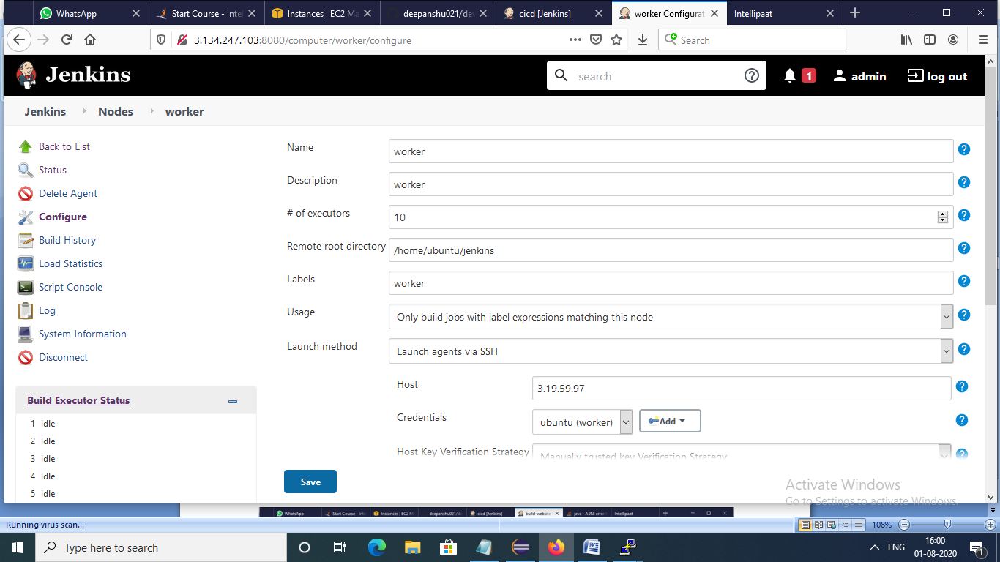 WhatsApp
Start Course - Intel
Instances | EC2 Ma
deepanshu021/dev
cicd [Jenkins]
worker Configurati
Intellipaat
3.134.247.103:8080/computer/worker/configure
Search
Jenkins
search
1
admin
log out
Jenkins
Nodes
worker
Back to List
Status
Delete Agent
Configure
Build History
Load Statistics
Script Console
Log
System Information
Disconnect
Build Executor Status
1 Idle
2 Idle
3 Idle
4 Idle
5 Idle
Name
worker
Description
worker
# of executors
10
Remote root directory
/home/ubuntu/jenkins
Labels
worker
Usage
Only build jobs with label expressions matching this node
Launch method
Launch agents via SSH
Host
3.19.59.97
Credentials
ubuntu (worker)
Add
Host Key Verification Strategy
Manually trusted key Verification Strategy
Save
Activate Windows
Go to Settings to activate Windows.
WhatsApp
Start Course - Inte
Instances | EC2 M
deepanshu021/de
cicd [Jenkins]
build-website
java - A JNI error
Intellipaat
Running virus scan...
108%
Type here to search
ENG
16:00
01-08-2020
1